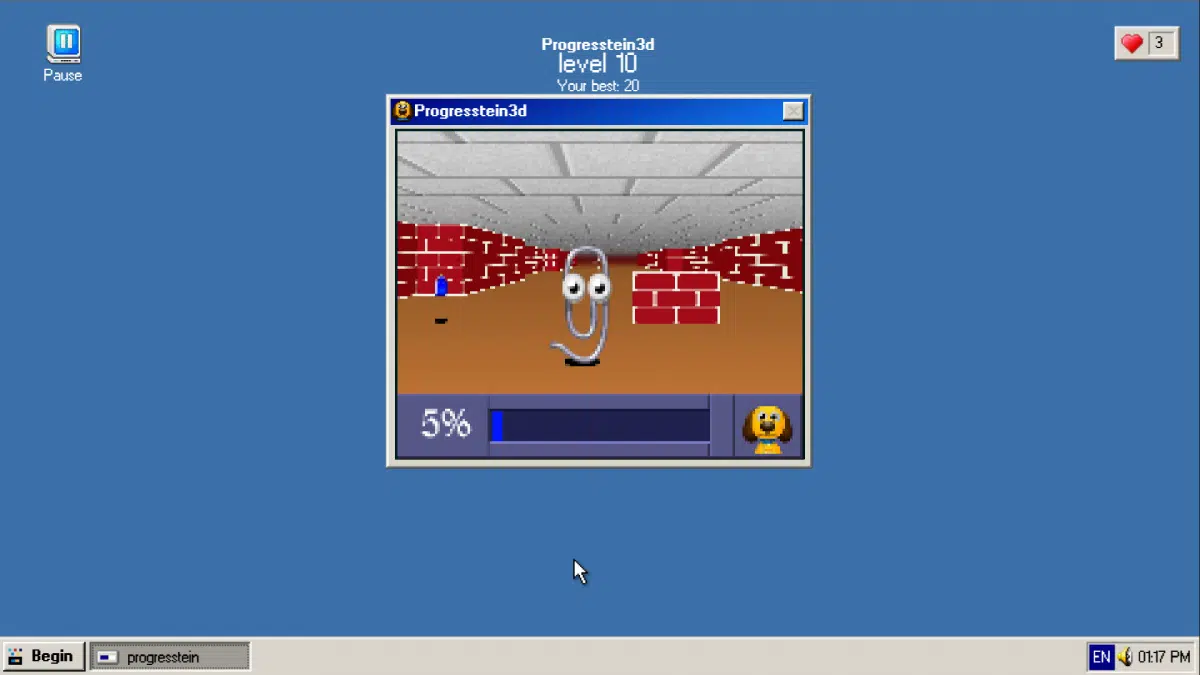 Pause
Progresstein3d
level 10
Your best: 20
3
Progresstein3d
5%
Begin
progresstein
EN
01:17 PM